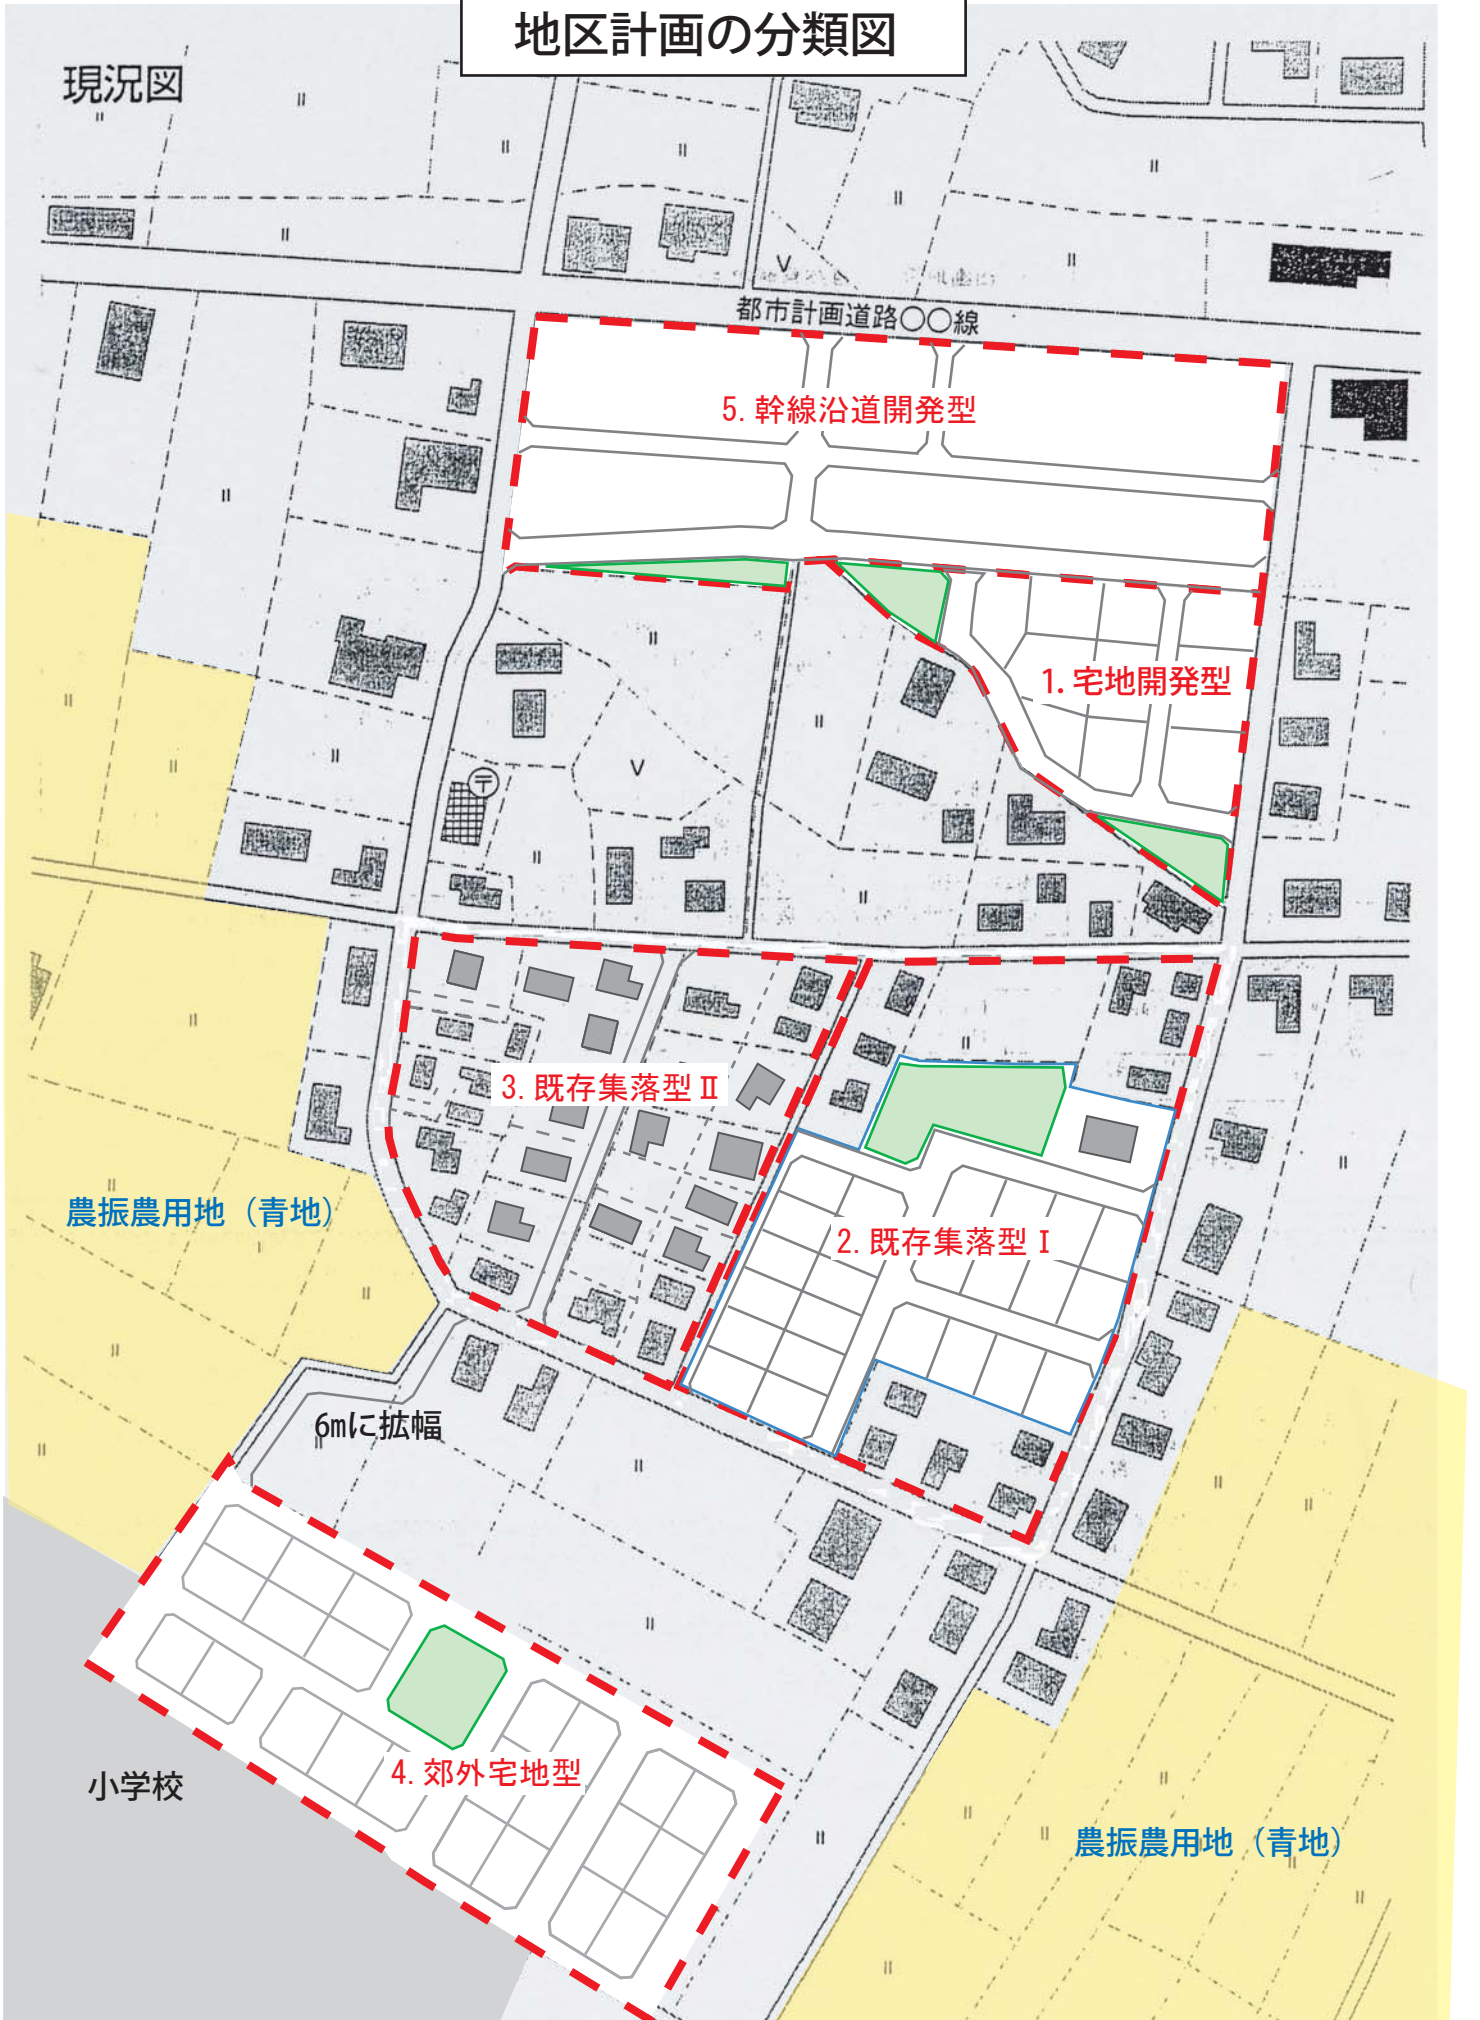 地区計画の分類図
現況図
都市計画道路〇〇線
5. 幹線沿道開発型
1. 宅地開発型
〒
3. 既存集落型Ⅱ
農振農用地（青地）
2. 既存集落型Ⅰ
6mに拡幅
4. 郊外宅地型
小学校
農振農用地（青地）